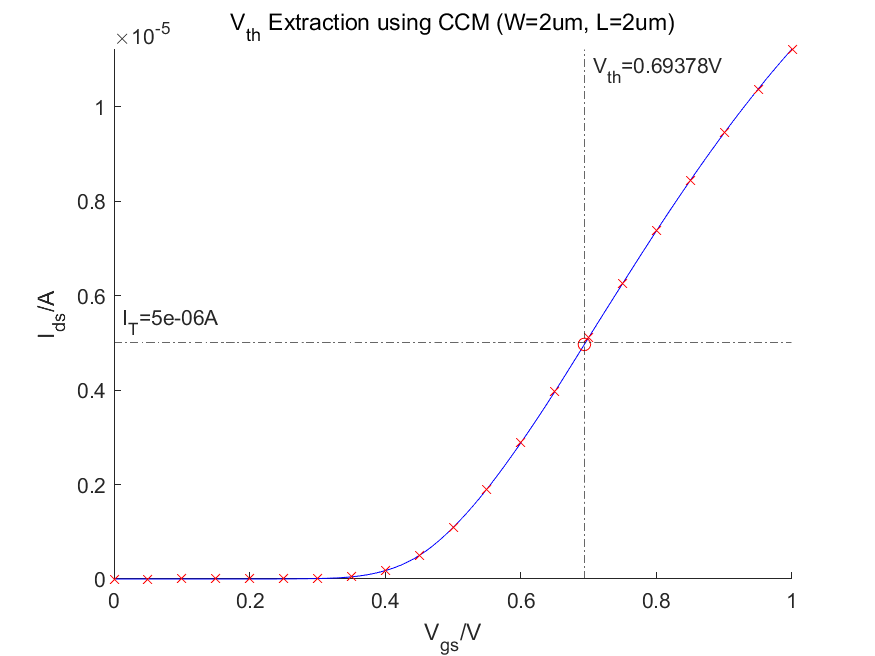 V_th Extraction using CCM (W=2um, L=2um)
×10^-5
V_th=0.69378V
1
0.8
0.6
I_T=5e-06A
0.4
0.2
0
I_ds/A
0 0.2 0.4 0.6 0.8 1
V_gs/V